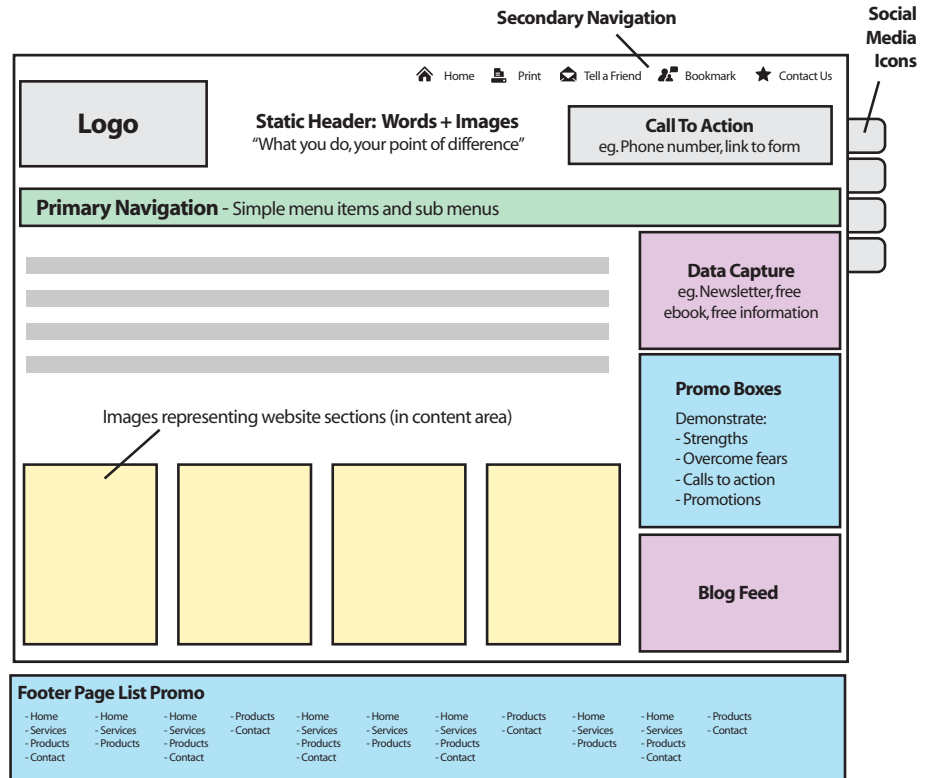 Secondary Navigation
Social
Media
Icons
Home
Print
Tell a Friend
Bookmark
Contact Us
Logo
Static Header: Words + Images
"What you do, your point of difference"
Call To Action
eg. Phone number, link to form
Primary Navigation - Simple menu items and sub menus
Data Capture
eg. Newsletter, free
ebook, free information
Promo Boxes
Demonstrate:
- Strengths
- Overcome fears
- Calls to action
- Promotions
Images representing website sections (in content area)
Blog Feed
Footer Page List Promo
- Home
- Services
- Products
- Contact
- Home
- Services
- Products
- Home
- Services
- Products
- Contact
- Products
- Contact
- Home
- Services
- Products
- Contact
- Home
- Services
- Products
- Home
- Services
- Products
- Contact
- Products
- Contact
- Home
- Services
- Products
- Home
- Services
- Products
- Contact
- Products
- Contact